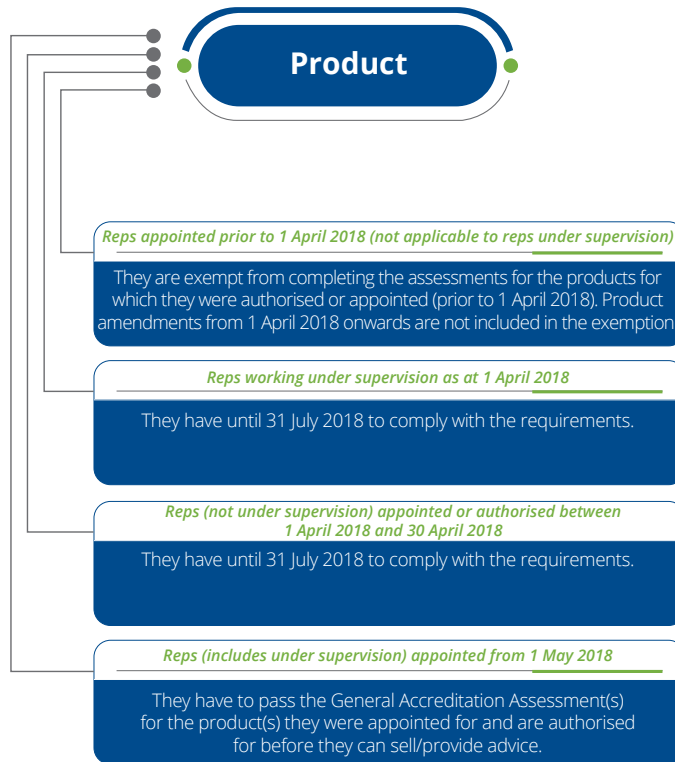 Product
Reps appointed prior to 1 April 2018 (not applicable to reps under supervision)
They are exempt from completing the assessments for the products for
which they were authorised or appointed (prior to 1 April 2018). Product
amendments from 1 April 2018 onwards are not included in the exemption
Reps working under supervision as at 1 April 2018
They have until 31 July 2018 to comply with the requirements.
Reps (not under supervision) appointed or authorised between
1 April 2018 and 30 April 2018
They have until 31 July 2018 to comply with the requirements.
Reps (includes under supervision) appointed from 1 May 2018
They have to pass the General Accreditation Assessment(s)
for the product(s) they were appointed for and are authorised
for before they can sell/provide advice.